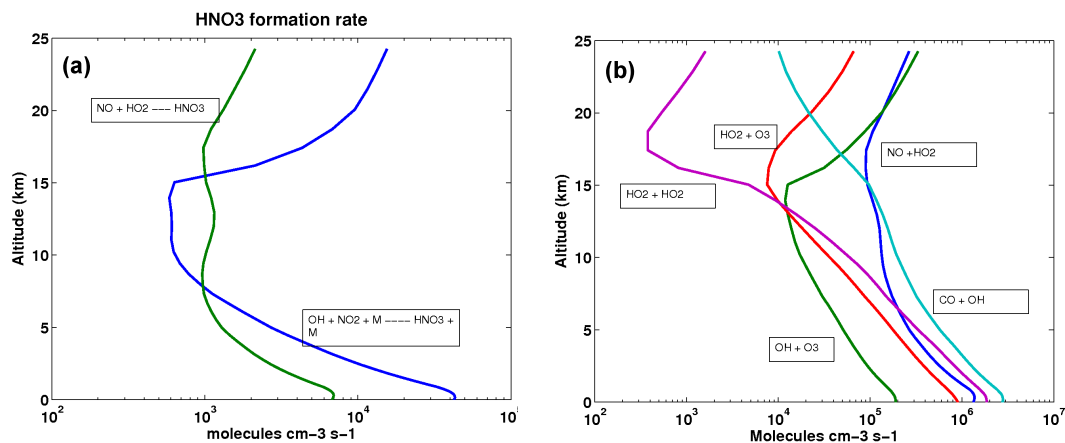 HNO3 formation rate
(a)
25
20
15
10
5
0
Altitude (km)
NO + HO2 --- HNO3
OH + NO2 + M ---- HNO3 +
M
10^2
10^3
10^4
10^
molecules cm-3 s-1
(b)
25
20
15
10
5
0
Altitude (km)
HO2 + O3
NO +HO2
HO2 + HO2
CO + OH
OH + O3
10^2
10^3
10^4
10^5
10^6
10^7
Molecules cm-3 s-1